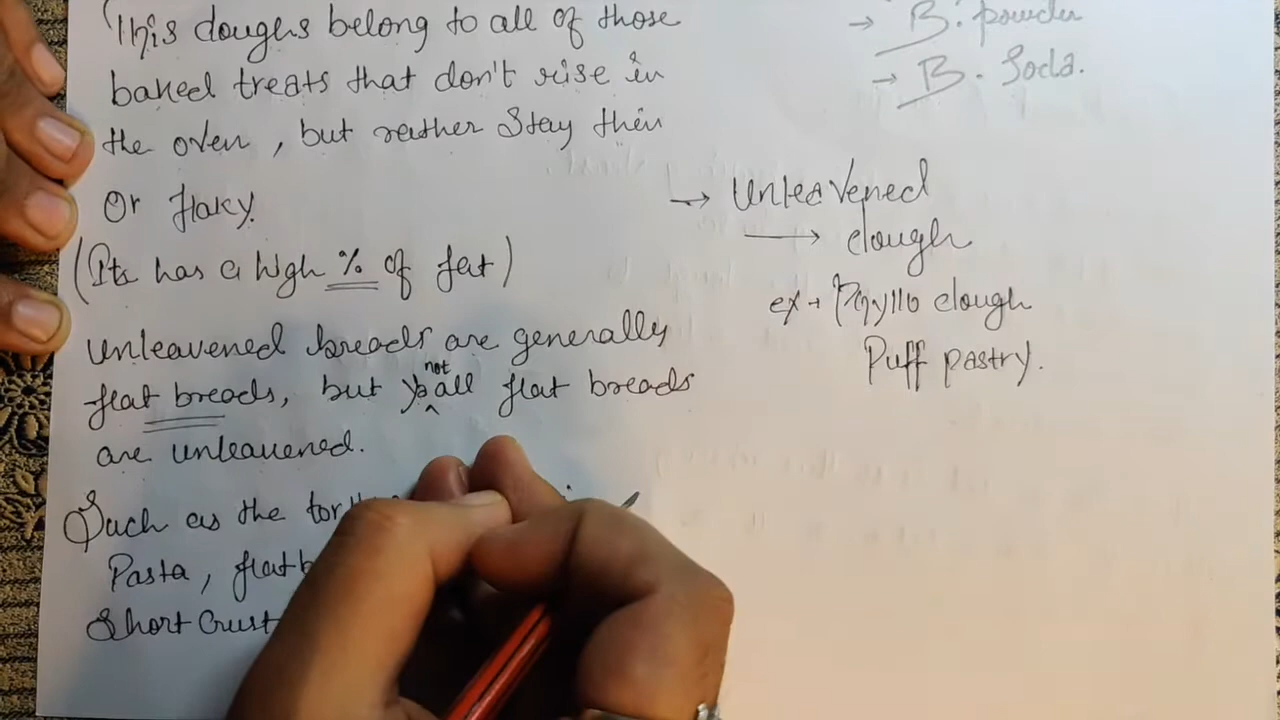 This doughs belong to all of those
baked treats that don't rise in
the oven, but rather Stay thin
Or flaky.
(Its has a high % of fat)
Unleavened breads are generally
flat breads, but not all flat breads
are unleavened.
Such as the
Pasta,
Short Crust
→ B. powder
→ B. Soda.
→ Unleavened
→ dough
ex → Phyllo dough
Puff pastry.